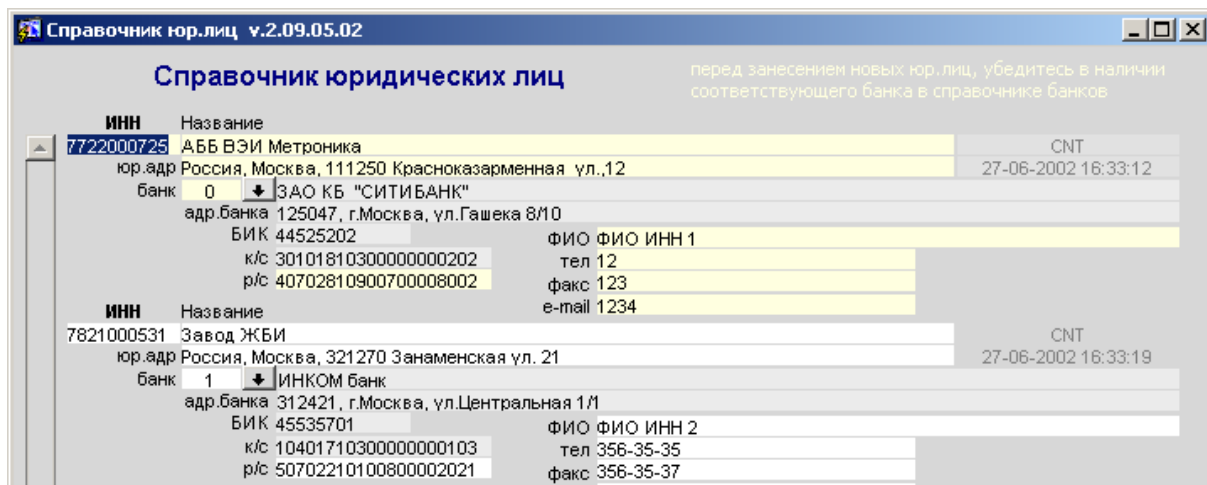 Справочник юр.лиц v.2.09.05.02
Справочник юридических лиц
перед занесением новых юр.лиц, убедитесь в наличии
соответствующего банка в справочнике банков
ИНН Название
7722000725 АББ ВЭИ Метроника CNT
юр.адр Россия, Москва, 111250 Красноказарменная ул.,12 27-06-2002 16:33:12
банк 0 ЗАО КБ "СИТИБАНК"
адр.банка 125047, г.Москва, ул.Гашека 8/10
БИК 44525202 ФИО ФИО ИНН 1
к/с 30101810300000000202 тел 12
р/с 40702810900700008002 факс 123
e-mail 1234
ИНН Название
7821000531 Завод ЖБИ CNT
юр.адр Россия, Москва, 321270 Занаменская ул. 21 27-06-2002 16:33:19
банк 1 ИНКОМ банк
адр.банка 312421, г.Москва, ул.Центральная 1/1
БИК 45535701 ФИО ФИО ИНН 2
к/с 10401710300000000103 тел 356-35-35
р/с 50702210100800002021 факс 356-35-37